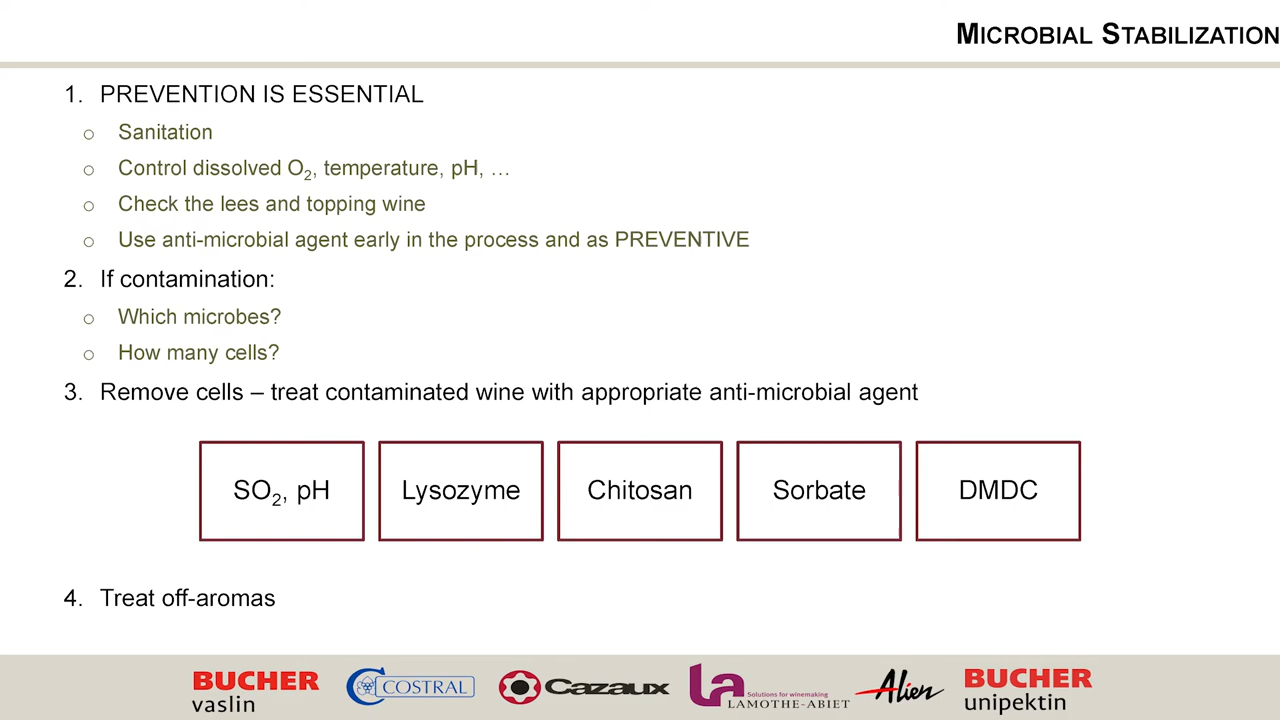 MICROBIAL STABILIZATION
1. PREVENTION IS ESSENTIAL
o Sanitation
o Control dissolved O₂, temperature, pH, …
o Check the lees and topping wine
o Use anti-microbial agent early in the process and as PREVENTIVE
2. If contamination:
o Which microbes?
o How many cells?
3. Remove cells – treat contaminated wine with appropriate anti-microbial agent
SO₂, pH
Lysozyme
Chitosan
Sorbate
DMDC
4. Treat off-aromas
BUCHER
vaslin
COSTRAL
Cazaux
la
Solutions for winemaking
LAMOTHE-ABIET
Alien
BUCHER
unipektin